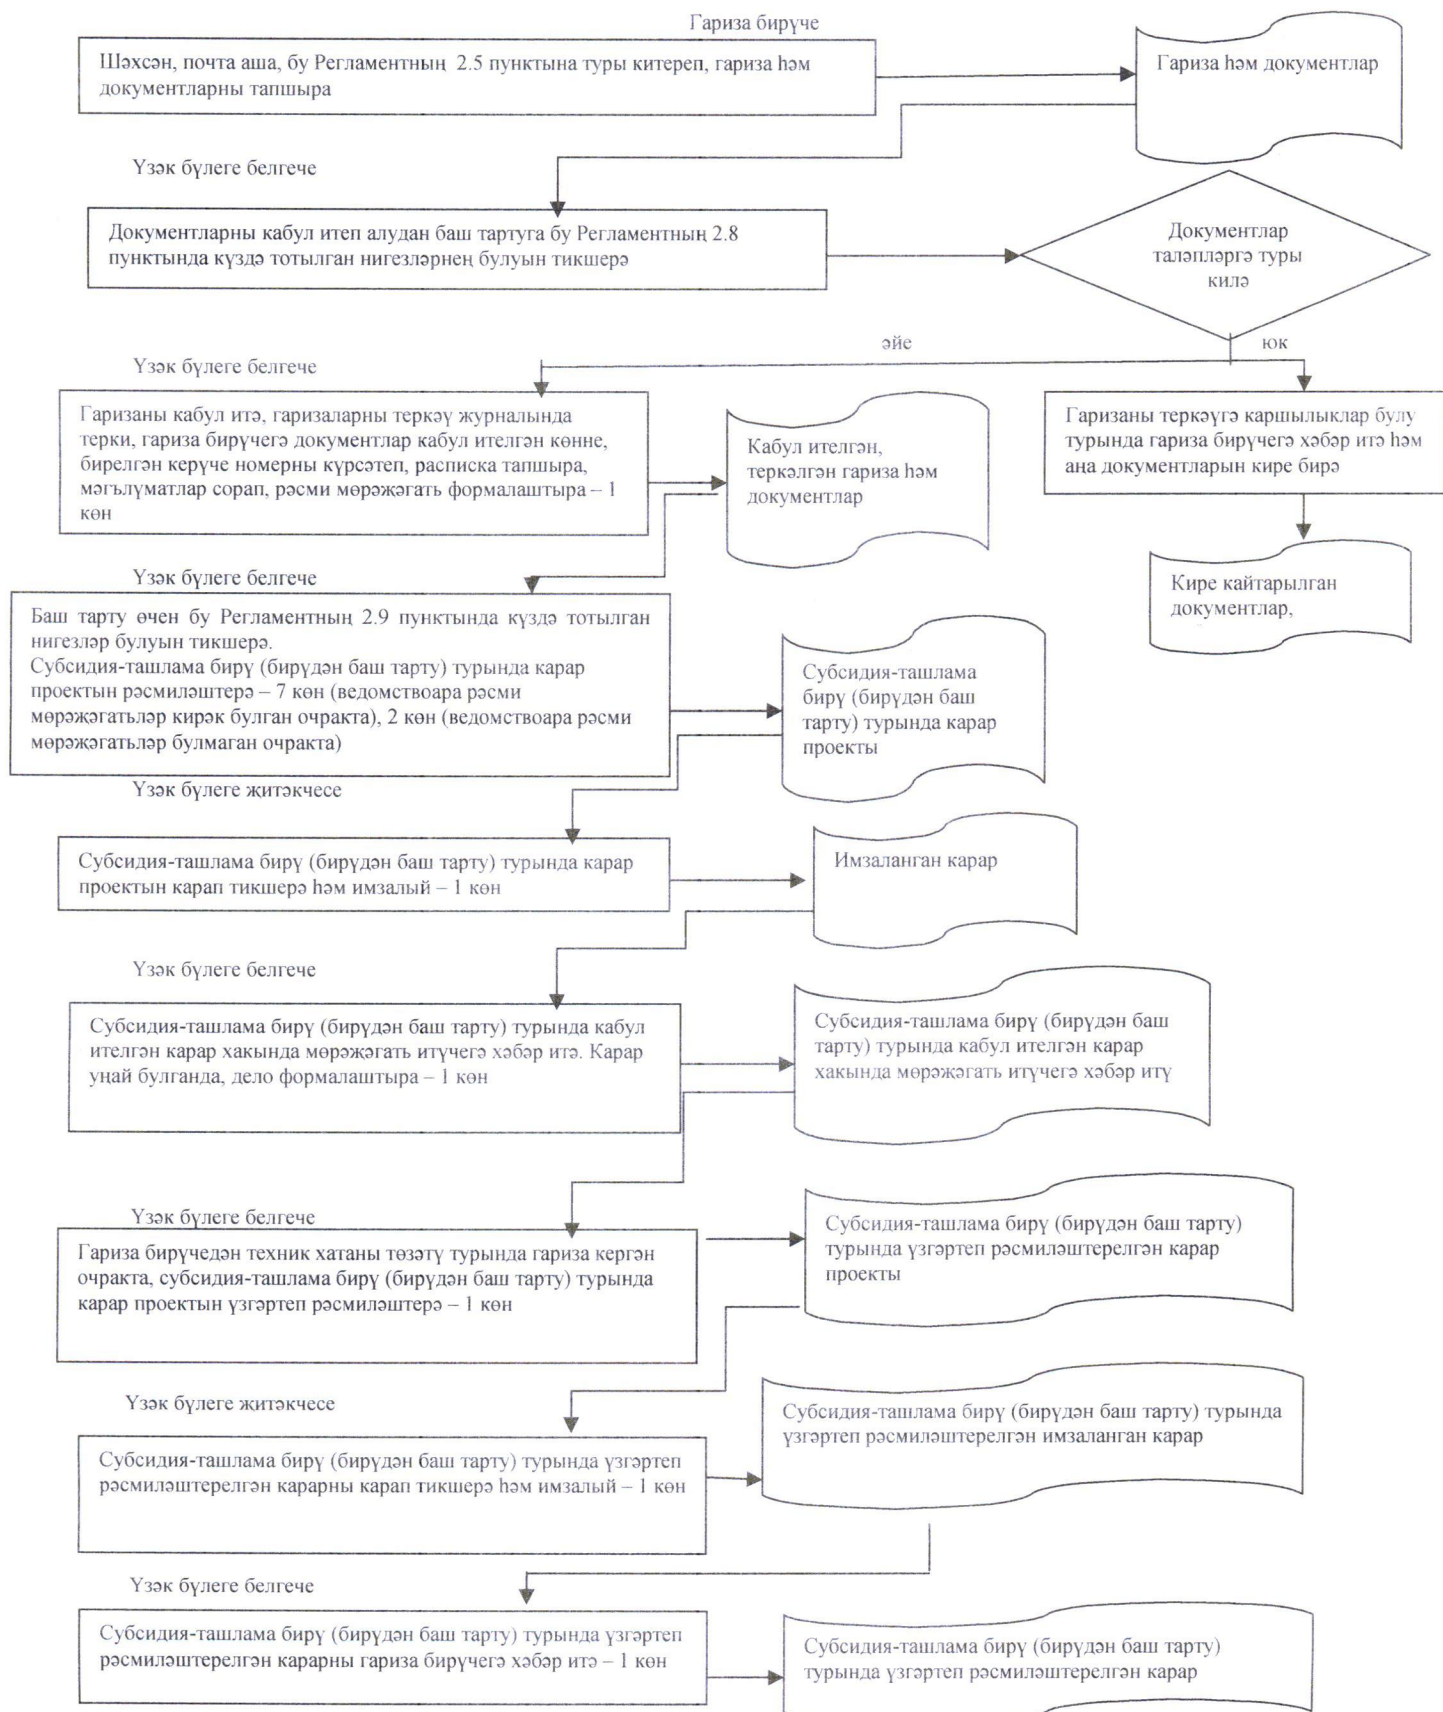 Гариза бирүче
Шәхсән, почта аша, бу Регламентның 2.5 пунктына туры китереп, гариза һәм
документларны тапшыра
Гариза һәм документлар
Үзәк бүлеге белгече
Документларны кабул итеп алудан баш тартуга бу Регламентның 2.8
пунктында күздә тотылган нигезләрнең булуын тикшерә
Документлар
таләпләргә туры
килә
әйе
юк
Үзәк бүлеге белгече
Гаризаны кабул итә, гаризаларны теркәү журналында
терки, гариза бирүчегә документлар кабул ителгән көнне,
бирелгән керүче номерны күрсәтеп, расписка тапшыра,
мәгълүматлар сорап, рәсми мөрәҗәгать формалаштыра – 1
көн
Кабул ителгән,
теркәлгән гариза һәм
документлар
Гаризаны теркәүгә каршылыклар булу
турында гариза бирүчегә хәбәр итә һәм
аңа документларын кире бирә
Кире кайтарылган
документлар,
Үзәк бүлеге белгече
Баш тарту өчен бу Регламентның 2.9 пунктында күздә тотылган
нигезләр булуын тикшерә.
Субсидия-ташлама бирү (бирүдән баш тарту) турында карар
проектын рәсмиләштерә – 7 көн (ведомствоара рәсми
мөрәҗәгатьләр кирәк булган очракта), 2 көн (ведомствоара рәсми
мөрәҗәгатьләр булмаган очракта)
Субсидия-ташлама
бирү (бирүдән баш
тарту) турында карар
проекты
Үзәк бүлеге җитәкчесе
Субсидия-ташлама бирү (бирүдән баш тарту) турында карар
проектын карап тикшерә һәм имзалый – 1 көн
Имзаланган карар
Үзәк бүлеге белгече
Субсидия-ташлама бирү (бирүдән баш тарту) турында кабул
ителгән карар хакында мөрәҗәгать итүчегә хәбәр итә. Карар
уңай булганда, дело формалаштыра – 1 көн
Субсидия-ташлама бирү (бирүдән баш
тарту) турында кабул ителгән карар
хакында мөрәҗәгать итүчегә хәбәр итү
Үзәк бүлеге белгече
Гариза бирүчедән техник хатаны төзәтү турында гариза кергән
очракта, субсидия-ташлама бирү (бирүдән баш тарту) турында
карар проектын үзгәртеп рәсмиләштерә – 1 көн
Субсидия-ташлама бирү (бирүдән баш тарту)
турында үзгәртеп рәсмиләштерелгән карар
проекты
Үзәк бүлеге җитәкчесе
Субсидия-ташлама бирү (бирүдән баш тарту) турында үзгәртеп
рәсмиләштерелгән карарны карап тикшерә һәм имзалый – 1 көн
Субсидия-ташлама бирү (бирүдән баш тарту) турында
үзгәртеп рәсмиләштерелгән имзаланган карар
Үзәк бүлеге белгече
Субсидия-ташлама бирү (бирүдән баш тарту) турында үзгәртеп
рәсмиләштерелгән карарны гариза бирүчегә хәбәр итә – 1 көн
Субсидия-ташлама бирү (бирүдән баш тарту)
турында үзгәртеп рәсмиләштерелгән карар